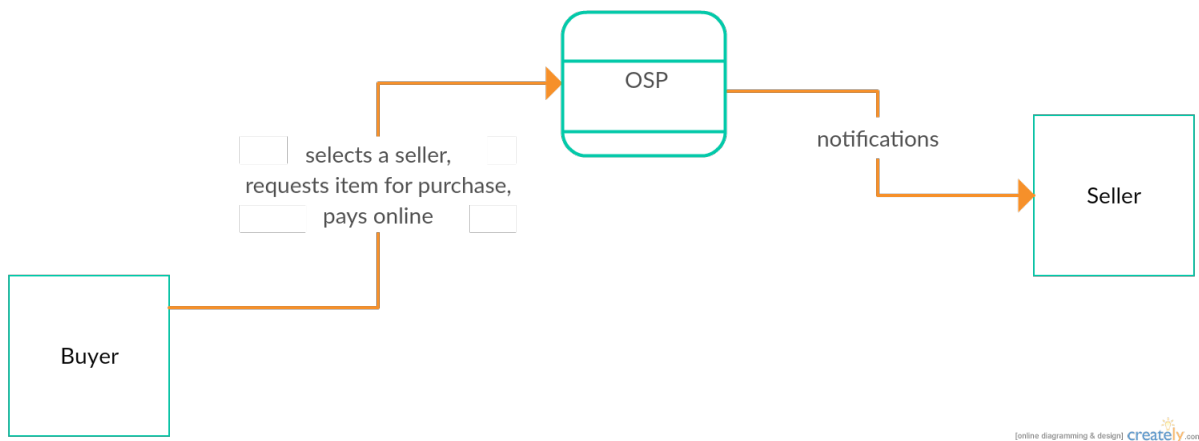 OSP
selects a seller,
requests item for purchase,
pays online
notifications
Seller
Buyer
[online diagramming & design] creately.com